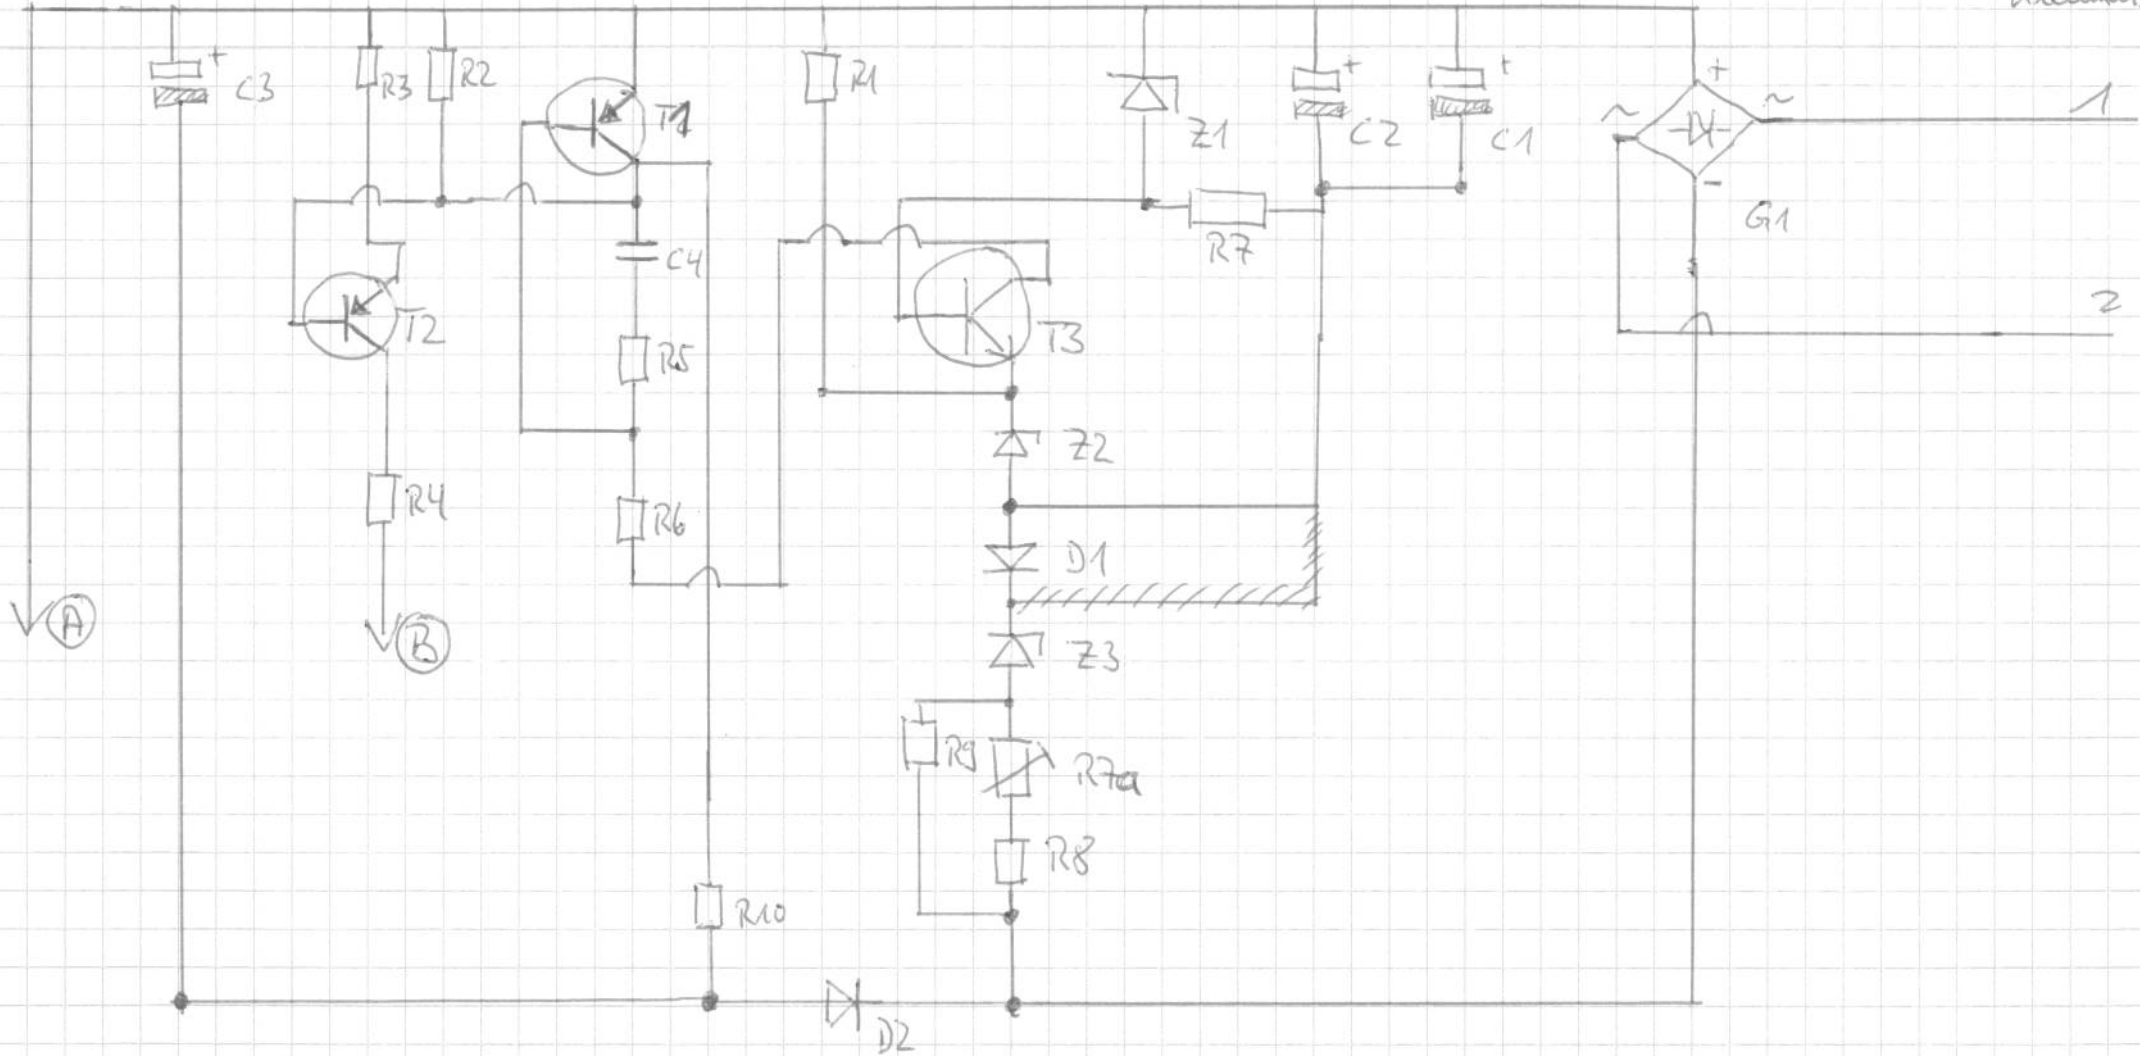 + C3
R3
R2
T1
R1
Z1
+ C2
+ C1
+
~
~
-
G1
1
2
R7
C4
T2
T3
R5
Z2
R4
R6
D1
A
B
Z3
R9
R7a
R8
R10
D2